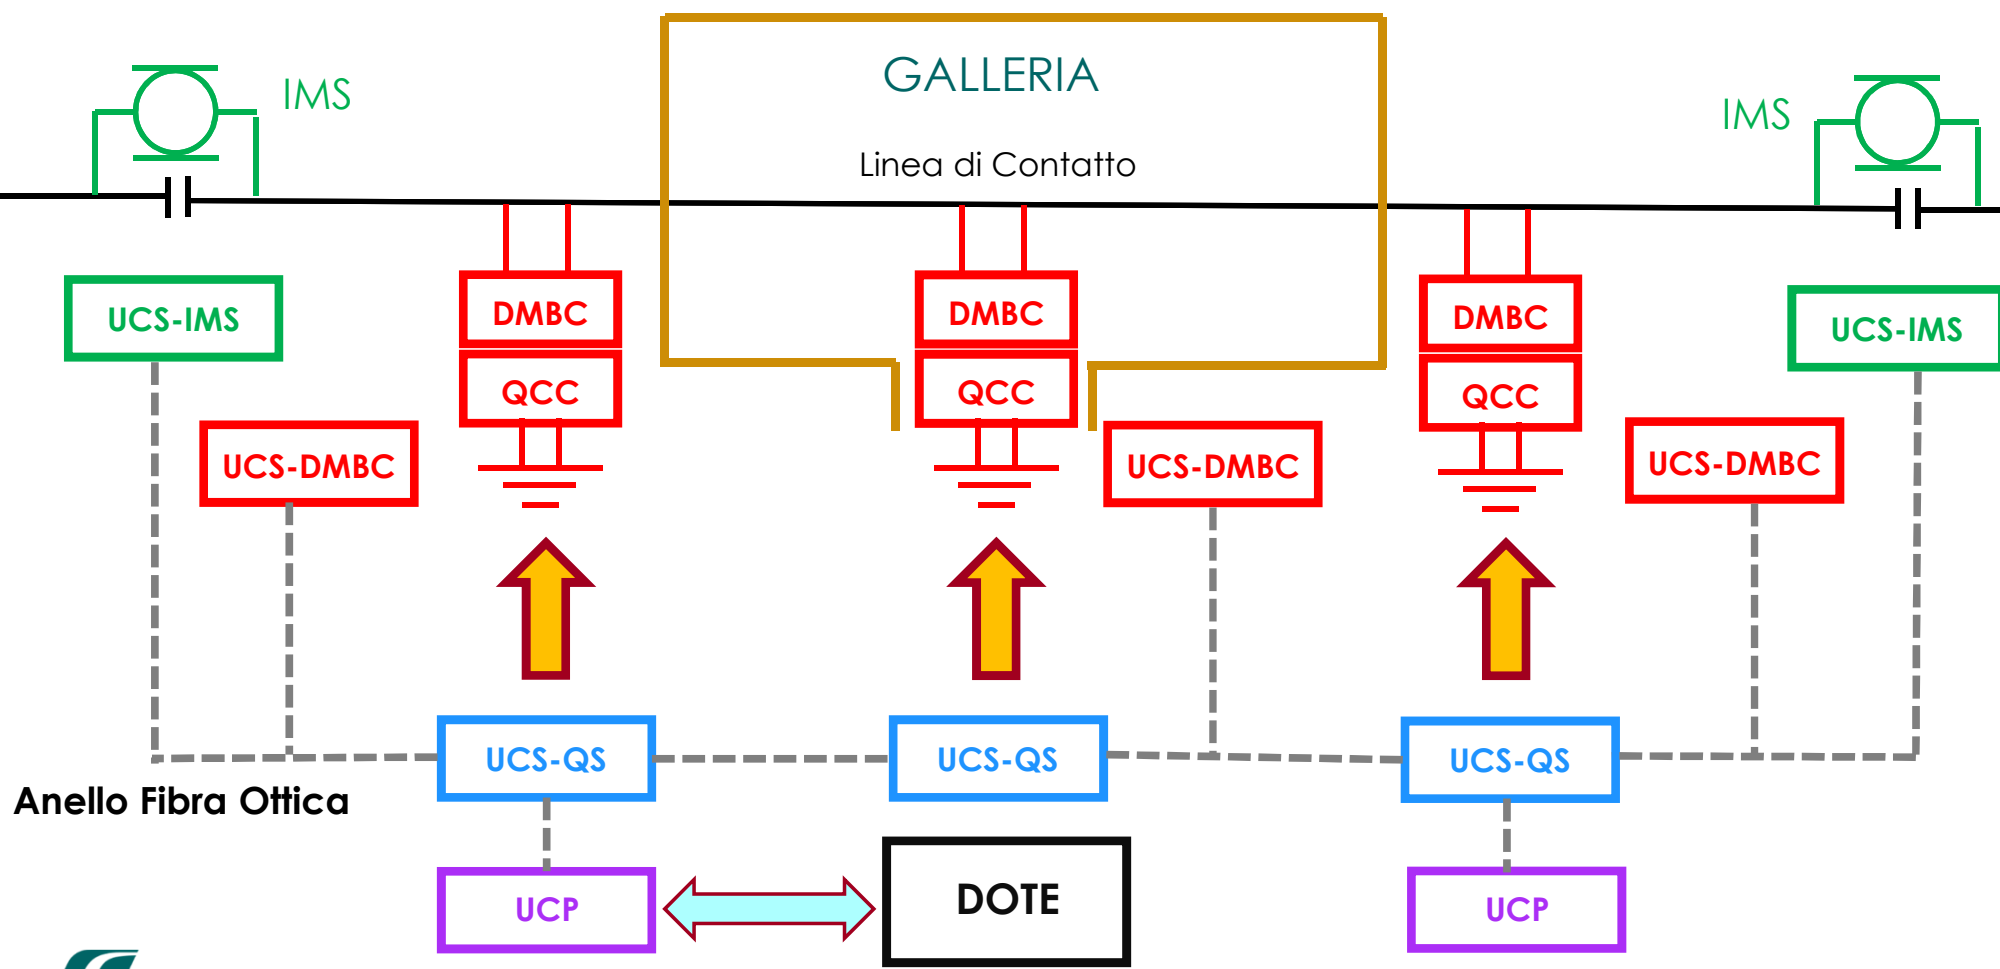 GALLERIA
IMS
IMS
Linea di Contatto
UCS-IMS
DMBC
DMBC
DMBC
UCS-IMS
QCC
QCC
QCC
UCS-DMBC
UCS-DMBC
UCS-DMBC
UCS-QS
UCS-QS
UCS-QS
Anello Fibra Ottica
UCP
DOTE
UCP